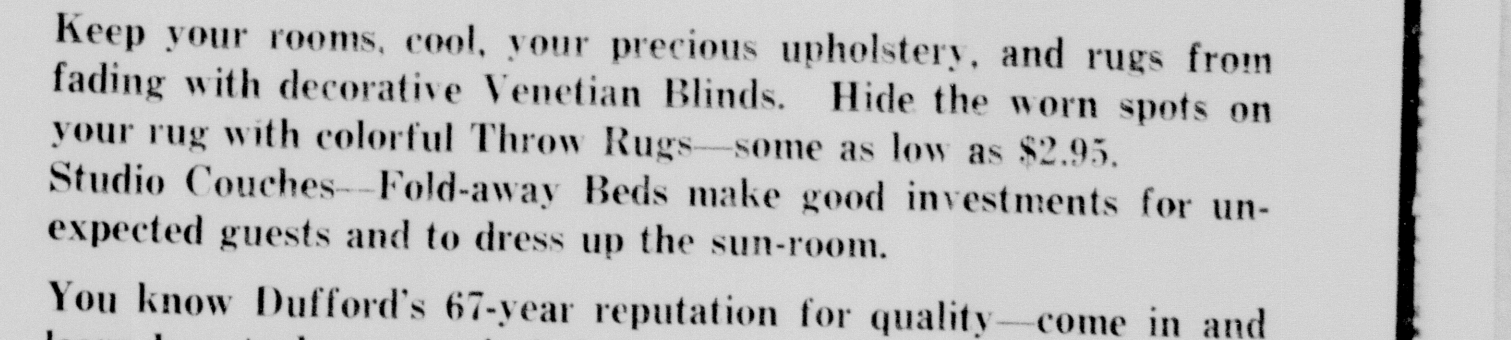 Keep your rooms, cool, your precious upholstery, and rugs from
fading with decorative Venetian Blinds. Hide the worn spots on
your rug with colorful Throw Rugs—some as low as $2.95.
Studio Couches—Fold-away Beds make good investments for un-
expected guests and to dress up the sun-room.
You know Dufford's 67-year reputation for quality—come in and